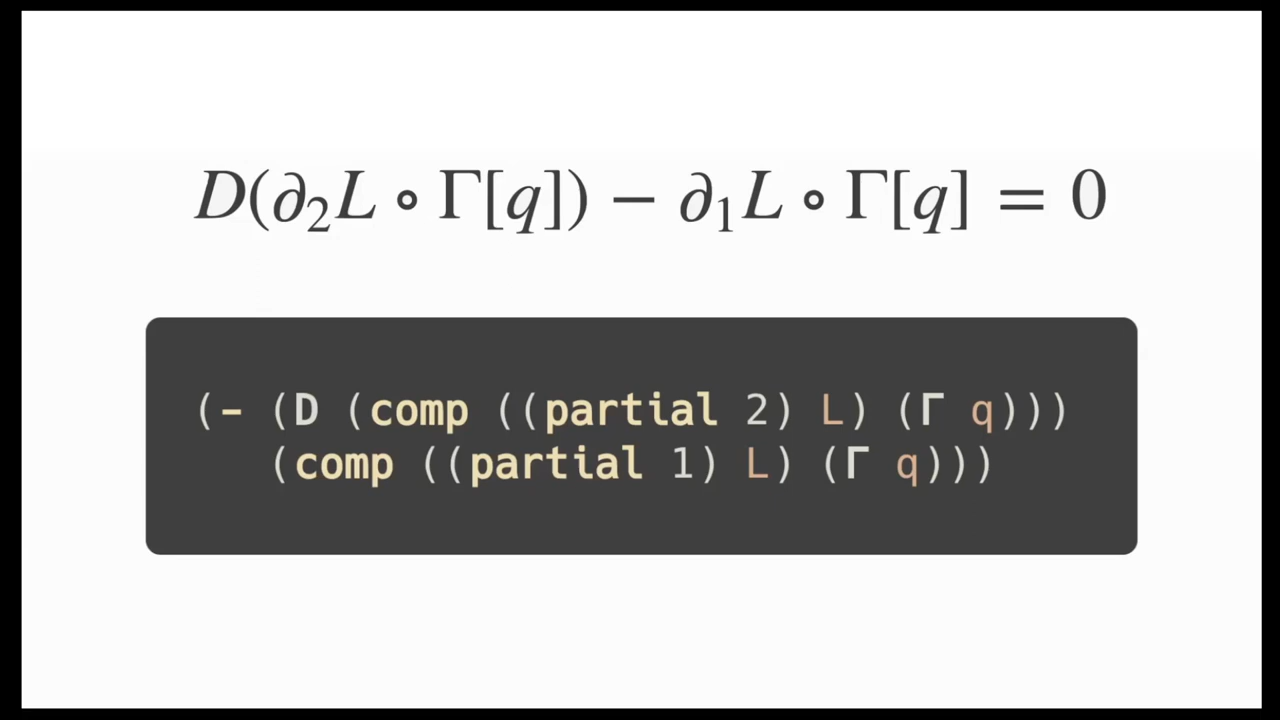 D(∂₂L ∘ Γ[q]) − ∂₁L ∘ Γ[q] = 0
(- (D (comp ((partial 2) L) (Γ q)))
(comp ((partial 1) L) (Γ q)))